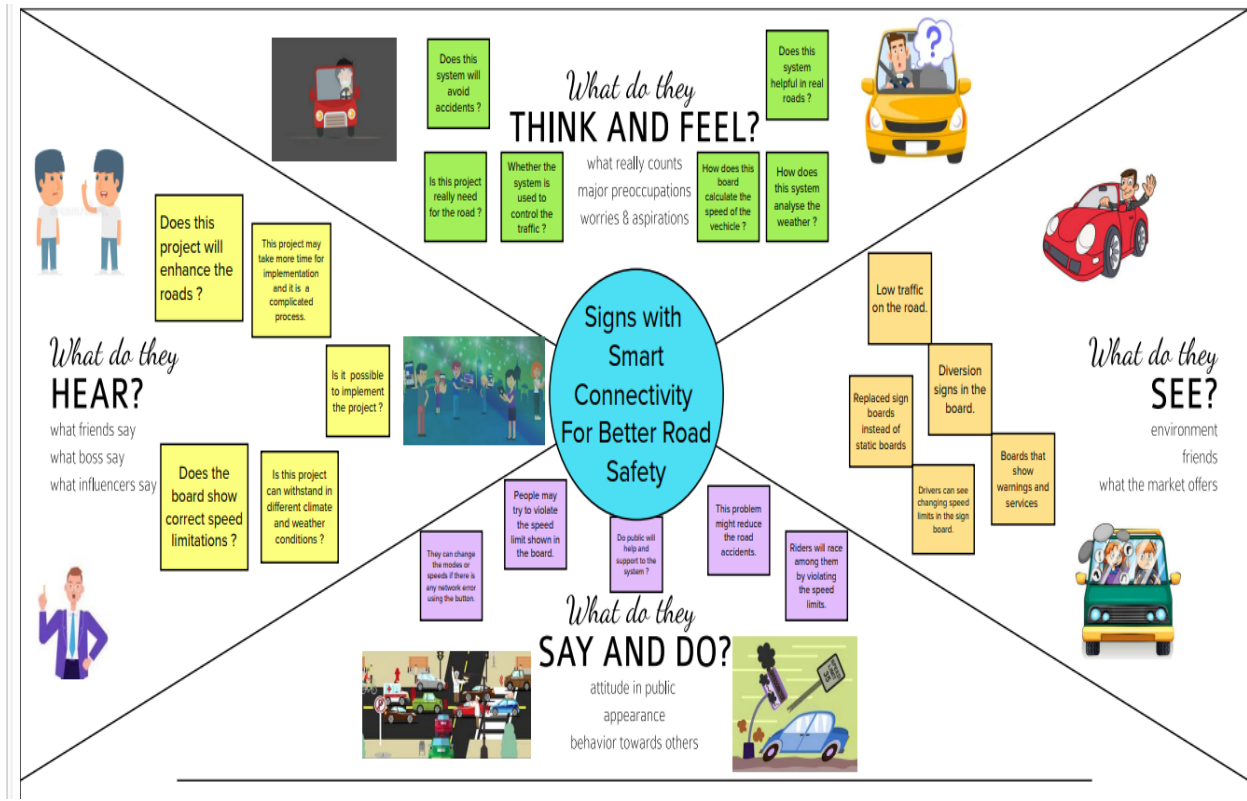 Does this
system will
avoid
accidents ?
What do they
THINK AND FEEL?
what really counts
major preoccupations
worries & aspirations
Does this
system
helpful in real
roads ?
?
Is this project
really need
for the road ?
Whether the
system is
used to
control the
traffic ?
How does this
board
calculate the
speed of the
vechicle ?
How does
this system
analyse the
weather ?
Does this
project will
enhance the
roads ?
This project may
take more time for
implementation
and it is a
complicated
process.
What do they
HEAR?
what friends say
what boss say
what influencers say
Is it possible
to implement
the project ?
Does the
board show
correct speed
limitations ?
Is this project
can withstand in
different climate
and weather
conditions ?
Signs with
Smart
Connectivity
For Better Road
Safety
Low traffic
on the road.
Diversion
signs in the
board.
Replaced sign
boards
instead of
static boards
Boards that
show
warnings and
services
Drivers can see
changing speed
limits in the sign
board.
What do they
SEE?
environment
friends
what the market offers
They can change
the modes or
speeds if there is
any network error
using the button.
People may
try to violate
the speed
limit shown in
the board.
Do public will
help and
support to the
system ?
This problem
might reduce
the road
accidents.
Riders will race
among them
by violating
the speed
limits.
What do they
SAY AND DO?
attitude in public
appearance
behavior towards others
P
35